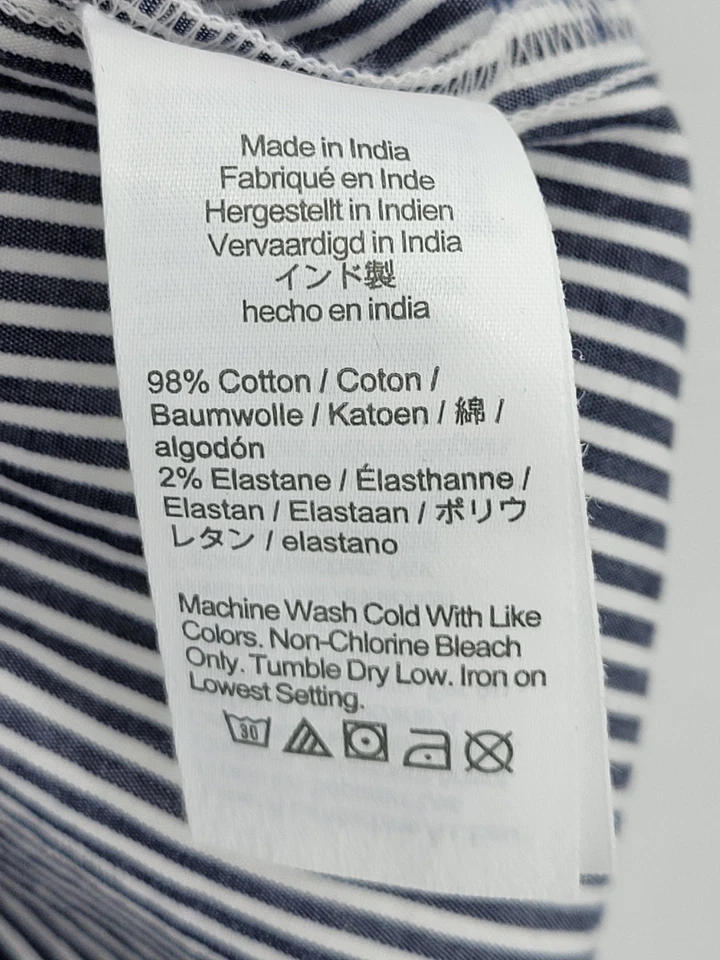 Made in India
Fabriqué en Inde
Hergestellt in Indien
Vervaardigd in India
インド製
hecho en india
98% Cotton / Coton /
Baumwolle / Katoen / 綿 /
algodón
2% Elastane / Élasthanne /
Elastan / Elastaan / ポリウ
レタン / elastano
Machine Wash Cold With Like
Colors. Non-Chlorine Bleach
Only. Tumble Dry Low. Iron on
Lowest Setting.
30